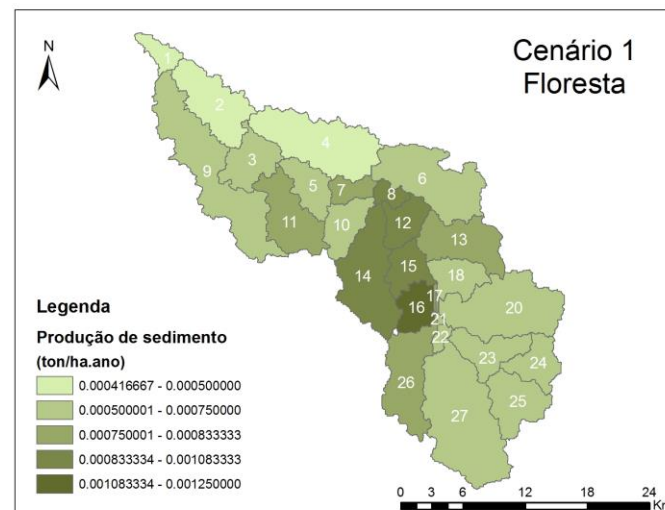 Cenário 1
Floresta
N
1
2
3
4
5
6
7
8
9
10
11
12
13
14
15
16
17
18
20
21
22
23
24
25
26
27
Legenda
Produção de sedimento
(ton/ha.ano)
0.000416667 - 0.000500000
0.000500001 - 0.000750000
0.000750001 - 0.000833333
0.000833334 - 0.001083333
0.001083334 - 0.001250000
0 3 6 12 18 24
Km